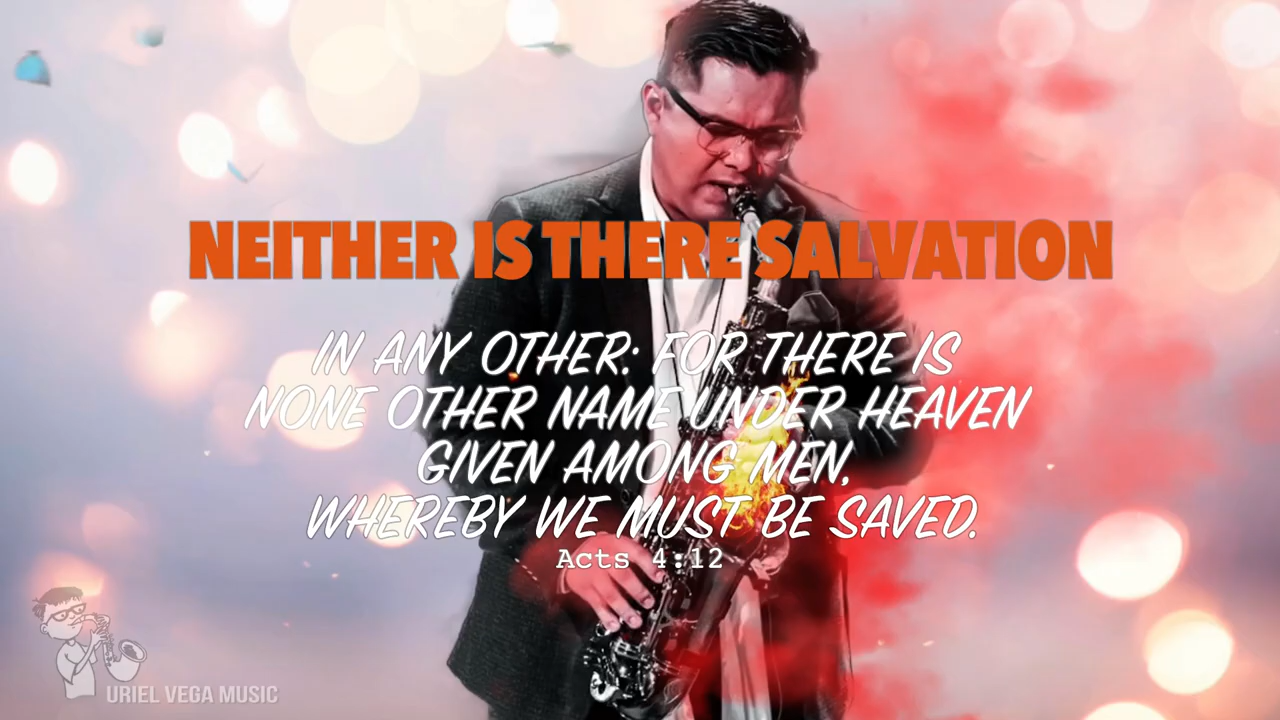 NEITHER IS THERE SALVATION
IN ANY OTHER: FOR THERE IS
NONE OTHER NAME UNDER HEAVEN
GIVEN AMONG MEN,
WHEREBY WE MUST BE SAVED.
Acts 4:12
URIEL VEGA MUSIC